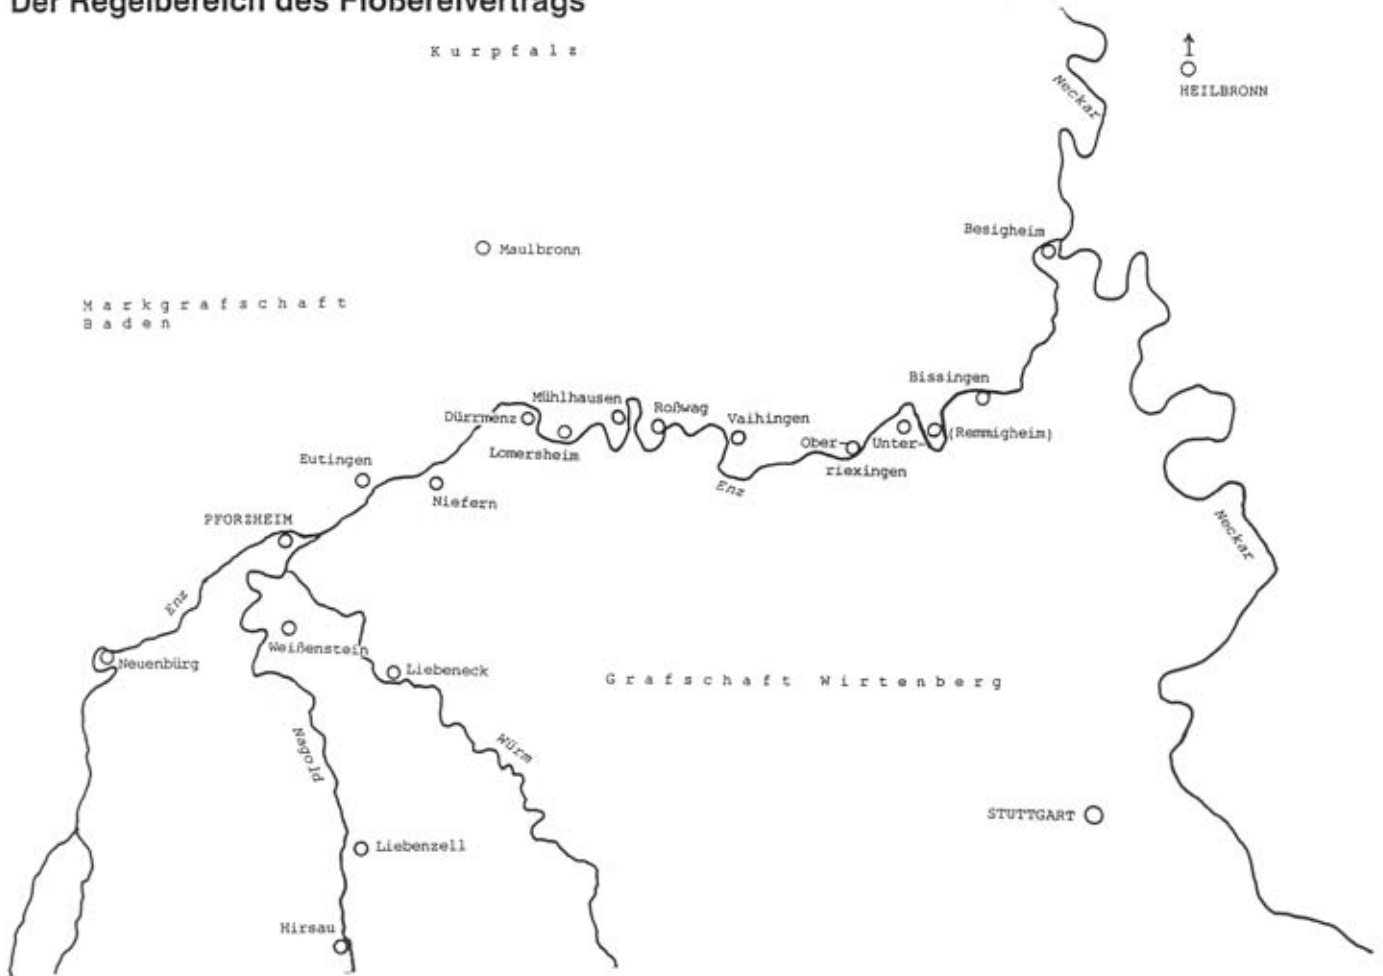 Der Regelbereich des Flößereivertrags
Kurpfalz
Neckar
HEILBRONN
Besigheim
Maulbronn
Markgrafschaft
Baden
Bissingen
Mühlhausen
Dürrmenz
Roßwag
Vaihingen
Lomersheim
Ober-
Unter-
(Remmigheim)
riexingen
Eutingen
Niefern
Enz
PFORZHEIM
Neckar
Enz
Weißenstein
Neuenbürg
Liebeneck
Grafschaft Wirtenberg
Nagold
Würm
STUTTGART
Liebenzell
Hirsau